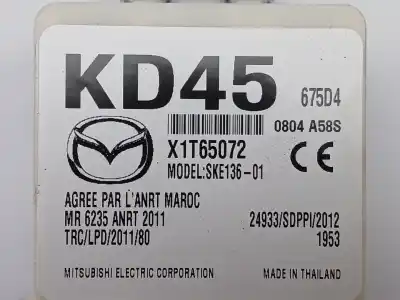 KD45 675D4
0804 A58S
X1T65072
MODEL:SKE136-01
CE
AGREE PAR L'ANRT MAROC
MR 6235 ANRT 2011 24933/SDPPI/2012
TRC/LPD/2011/80 1953
MITSUBISHI ELECTRIC CORPORATION MADE IN THAILAND